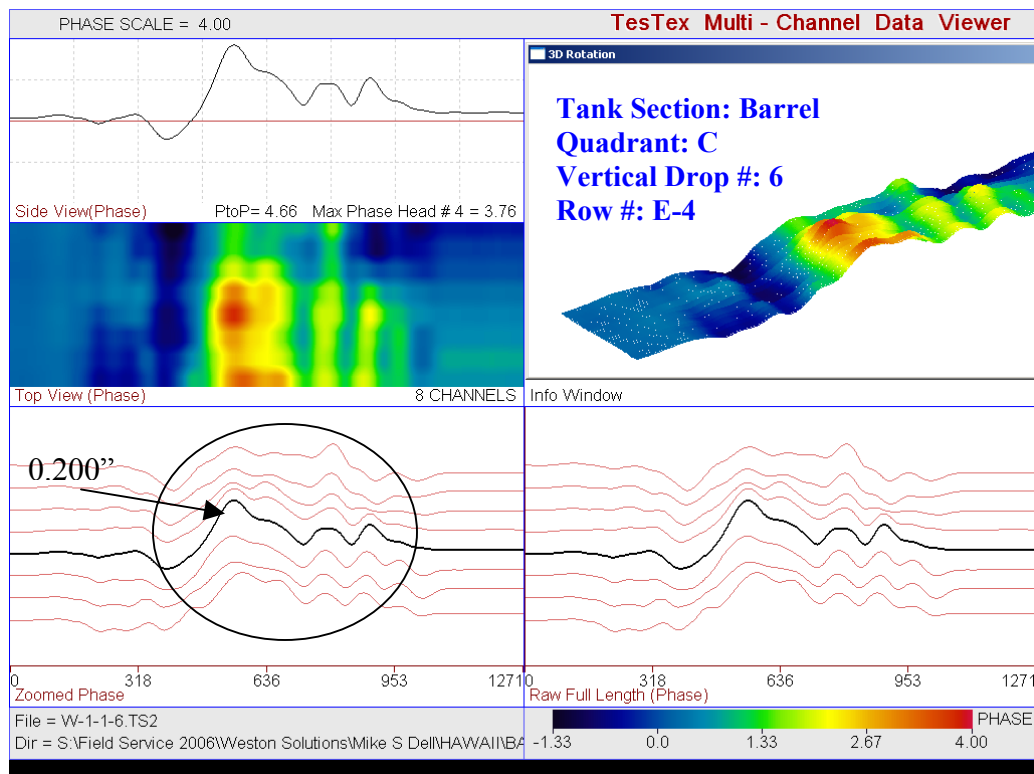 PHASE SCALE = 4.00
TesTex Multi - Channel Data Viewer
3D Rotation
Tank Section: Barrel
Quadrant: C
Vertical Drop #: 6
Row #: E-4
Side View(Phase) PtoP= 4.66 Max Phase Head # 4 = 3.76
Top View (Phase) 8 CHANNELS
Info Window
0.200”
0 318 636 953 1271
Zoomed Phase
0 318 636 953 1271
Raw Full Length (Phase)
File = W-1-1-6.TS2
Dir = S:\Field Service 2006\Weston Solutions\Mike S Dell\HAWAII\BA
PHASE
-1.33 0.0 1.33 2.67 4.00